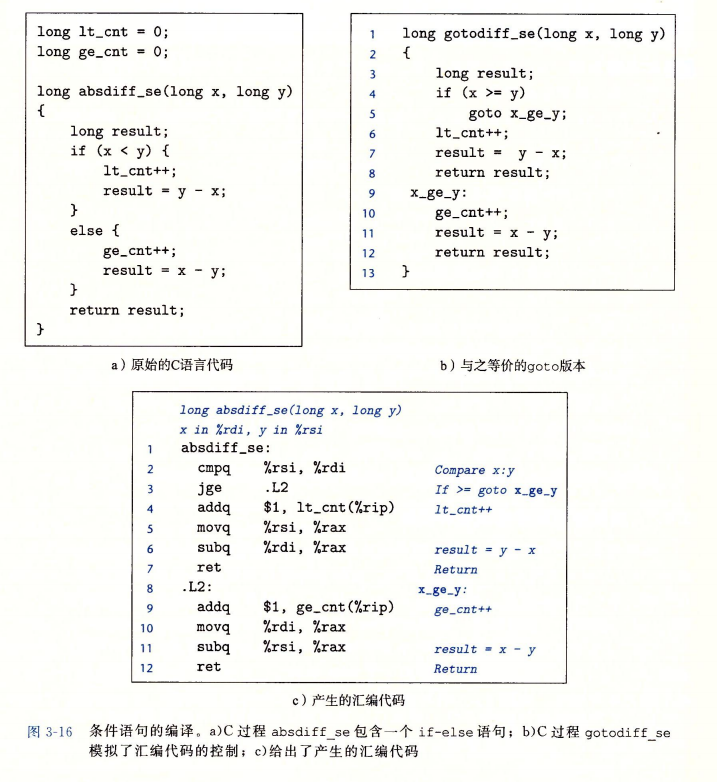 long lt_cnt = 0;
long ge_cnt = 0;
long absdiff_se(long x, long y)
{
    long result;
    if (x < y) {
        lt_cnt++;
        result = y - x;
    }
    else {
        ge_cnt++;
        result = x - y;
    }
    return result;
}
a）原始的C语言代码
1 long gotodiff_se(long x, long y)
2 {
3     long result;
4     if (x >= y)
5         goto x_ge_y;
6     lt_cnt++;
7     result =  y - x;
8     return result;
9  x_ge_y:
10     ge_cnt++;
11     result = x - y;
12     return result;
13 }
b）与之等价的goto版本
long absdiff_se(long x, long y)
x in %rdi, y in %rsi
1 absdiff_se:
2   cmpq    %rsi, %rdi    Compare x:y
3   jge     .L2    If >= goto x_ge_y
4   addq    $1, lt_cnt(%rip)    lt_cnt++
5   movq    %rsi, %rax
6   subq    %rdi, %rax    result = y - x
7   ret    Return
8 .L2:    x_ge_y:
9   addq    $1, ge_cnt(%rip)    ge_cnt++
10   movq    %rdi, %rax
11   subq    %rsi, %rax    result = x - y
12   ret    Return
c）产生的汇编代码
图 3-16 条件语句的编译。a)C 过程 absdiff_se 包含一个 if-else 语句；b)C 过程 gotodiff_se
模拟了汇编代码的控制；c)给出了产生的汇编代码